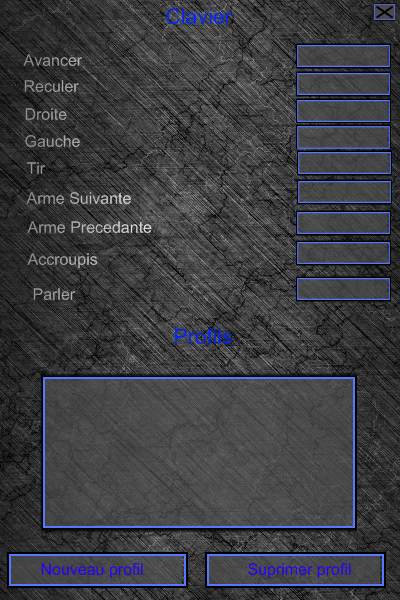 Clavier
Avancer
Reculer
Droite
Gauche
Tir
Arme Suivante
Arme Precedante
Accroupis
Parler
Profils
Nouveau profil
Suprimer profil